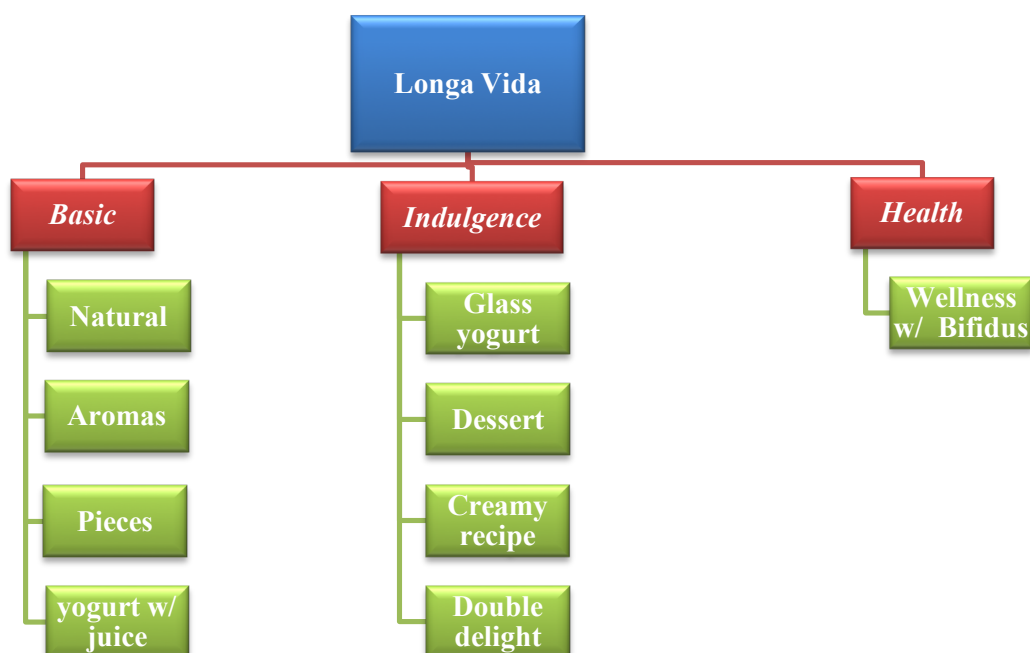 Longa Vida
Basic
Indulgence
Health
Natural
Aromas
Pieces
yogurt w/
juice
Glass
yogurt
Dessert
Creamy
recipe
Double
delight
Wellness
w/ Bifidus